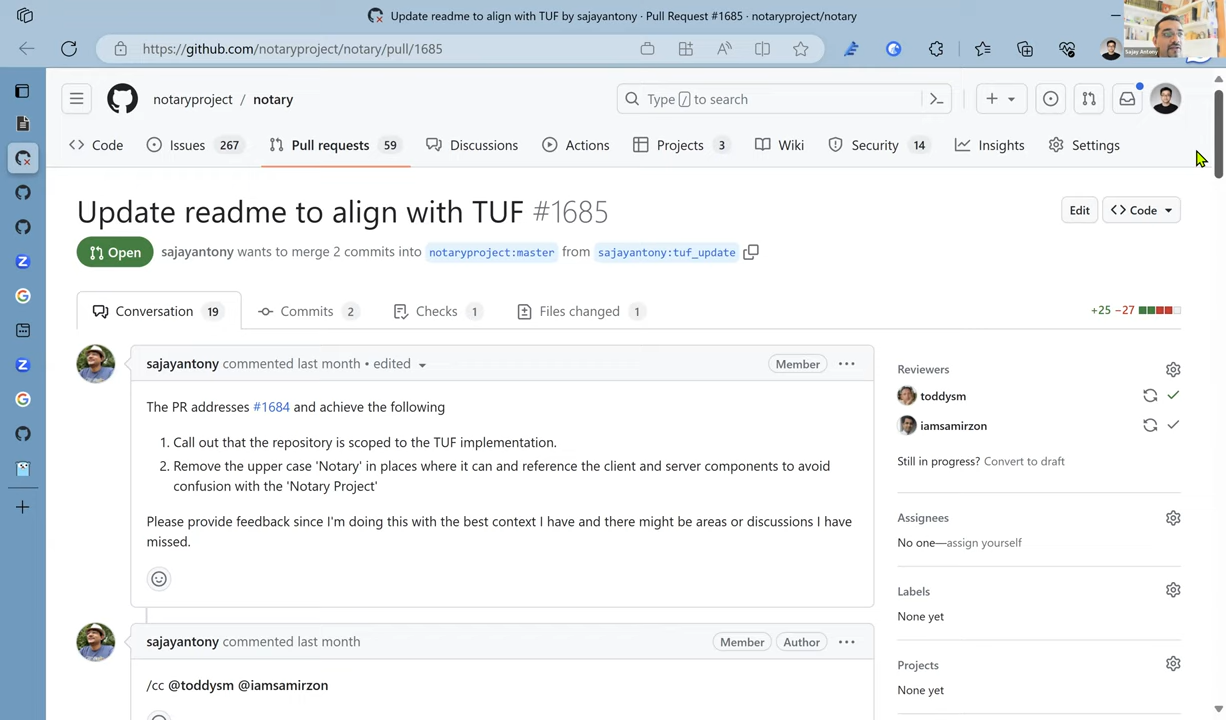 Update readme to align with TUF by sajayantony · Pull Request #1685 · notaryproject/notary
https://github.com/notaryproject/notary/pull/1685
Sajay Antony
notaryproject / notary
Type / to search
Code
Issues 267
Pull requests 59
Discussions
Actions
Projects 3
Wiki
Security 14
Insights
Settings
Update readme to align with TUF #1685
Edit
<> Code
Open
sajayantony wants to merge 2 commits into notaryproject:master from sajayantony:tuf_update
Conversation 19
Commits 2
Checks 1
Files changed 1
+25 −27
sajayantony commented last month • edited
Member
The PR addresses #1684 and achieve the following
1. Call out that the repository is scoped to the TUF implementation.
2. Remove the upper case 'Notary' in places where it can and reference the client and server components to avoid
confusion with the 'Notary Project'
Please provide feedback since I'm doing this with the best context I have and there might be areas or discussions I have
missed.
sajayantony commented last month
Member
Author
/cc @toddysm @iamsamirzon
Reviewers
toddysm
iamsamirzon
Still in progress? Convert to draft
Assignees
No one—assign yourself
Labels
None yet
Projects
None yet